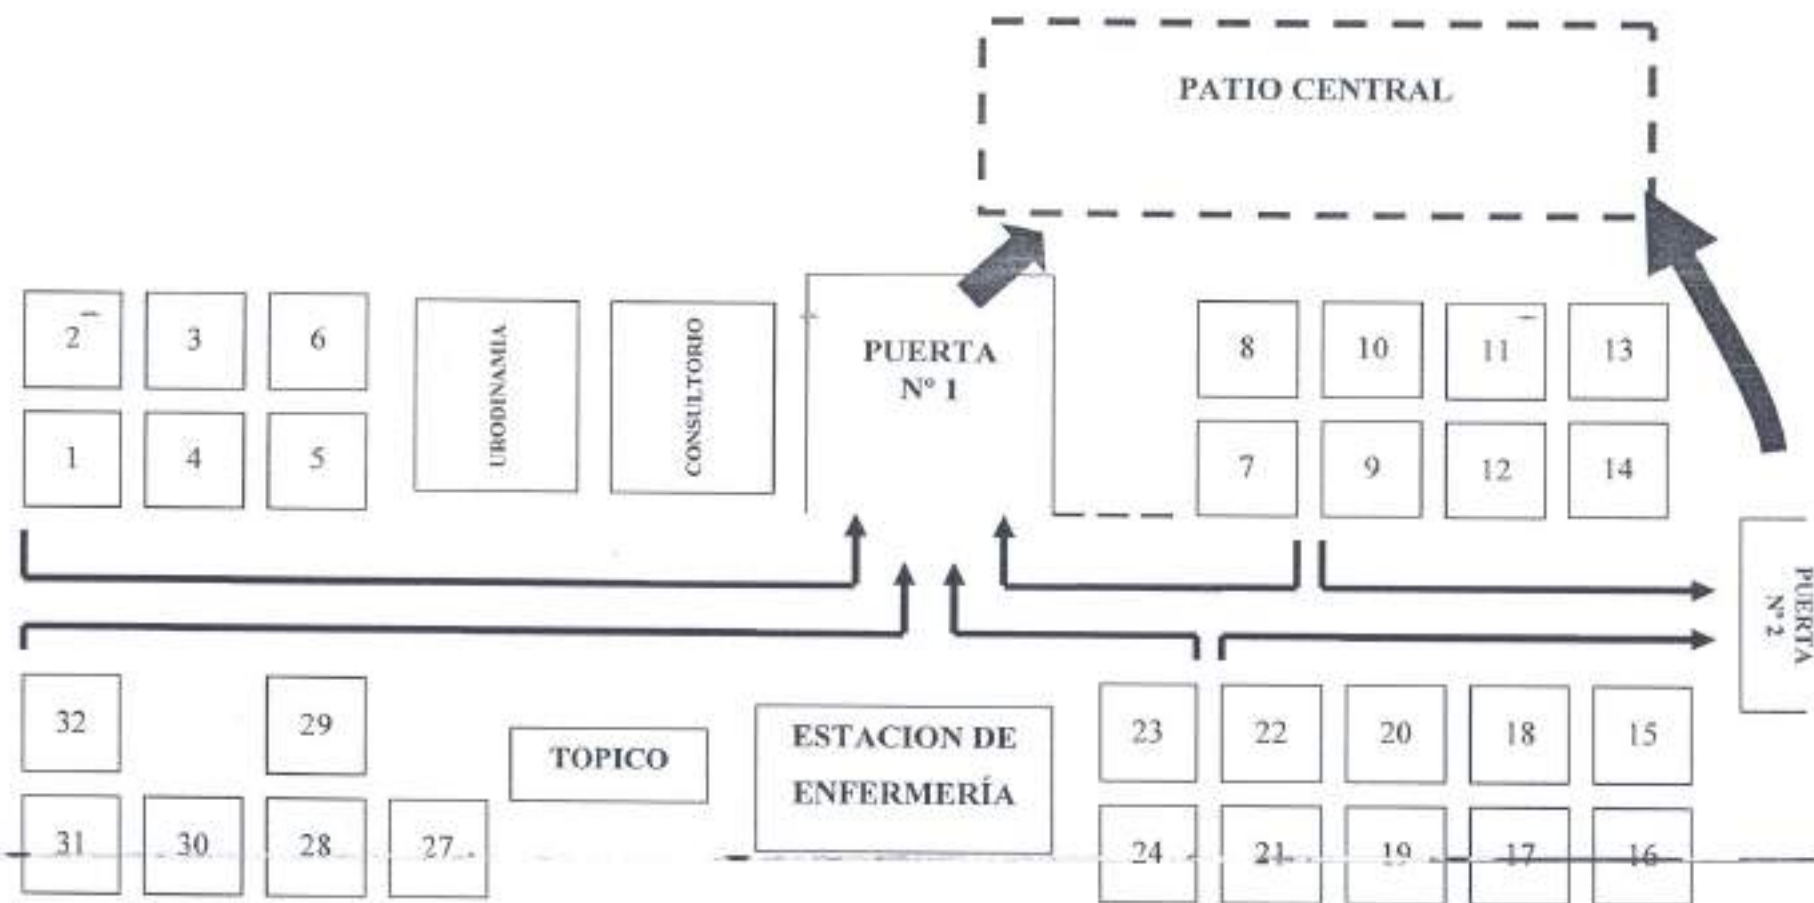 PATIO CENTRAL
2 3 6
URODINAMIA
CONSULTORIO
PUERTA
Nº 1
8 10 11 13
1 4 5
7 9 12 14
PUERTA
Nº 2
32 29
TOPICO
ESTACION DE
ENFERMERÍA
23 22 20 18 15
31 30 28 27
24 21 19 17 16